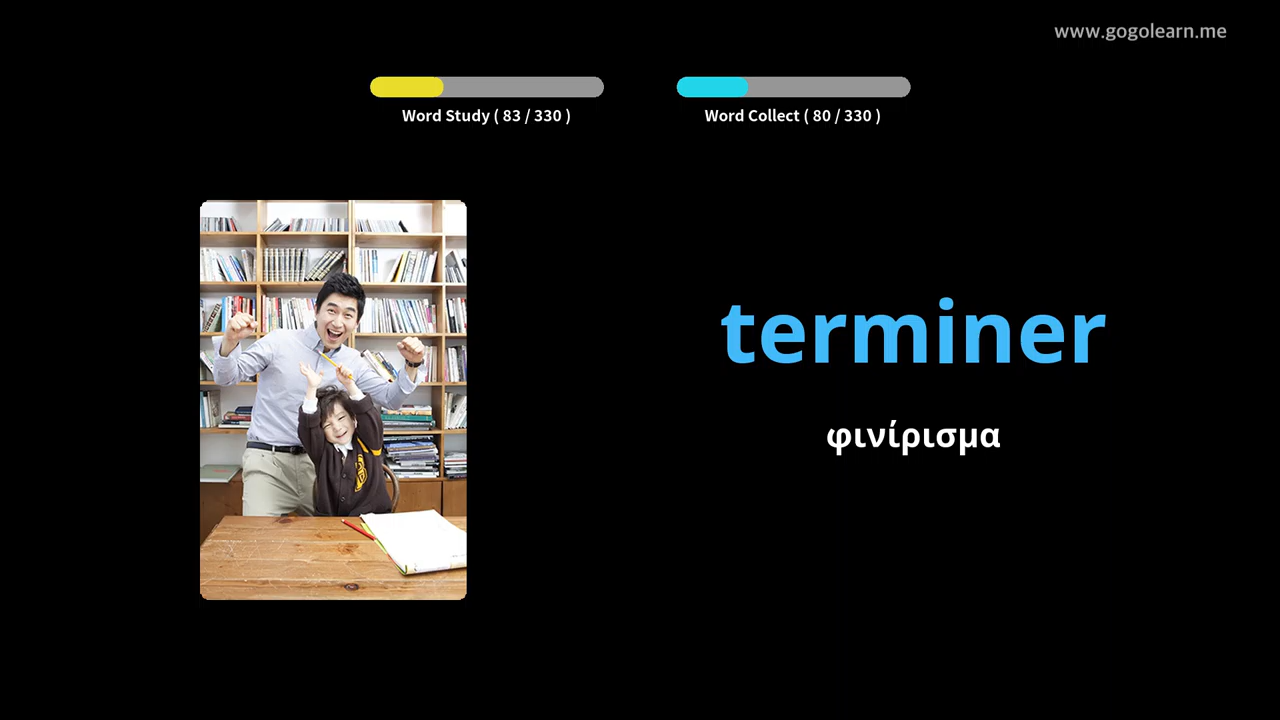 www.gogolearn.me
Word Study ( 83 / 330 )
Word Collect ( 80 / 330 )
terminer
φινίρισμα